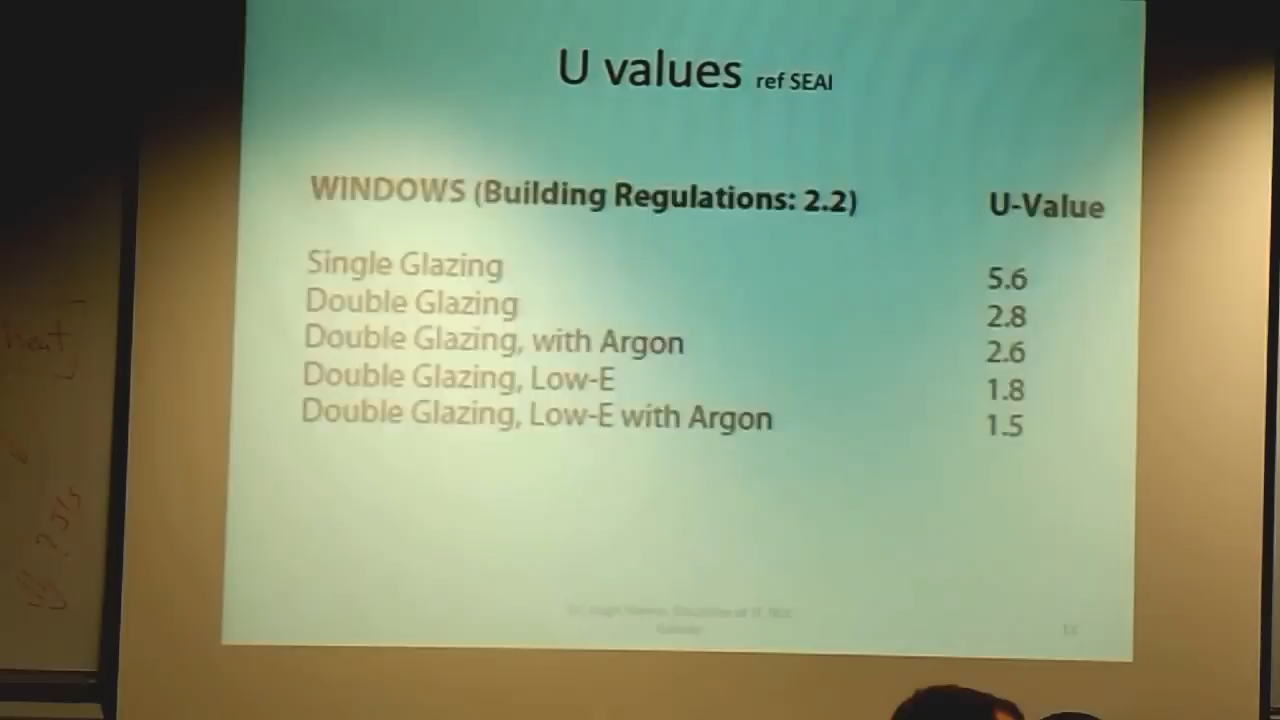 U values ref SEAI
WINDOWS (Building Regulations: 2.2) U-Value
Single Glazing 5.6
Double Glazing 2.8
Double Glazing, with Argon 2.6
Double Glazing, Low-E 1.8
Double Glazing, Low-E with Argon 1.5
heat
? J/s